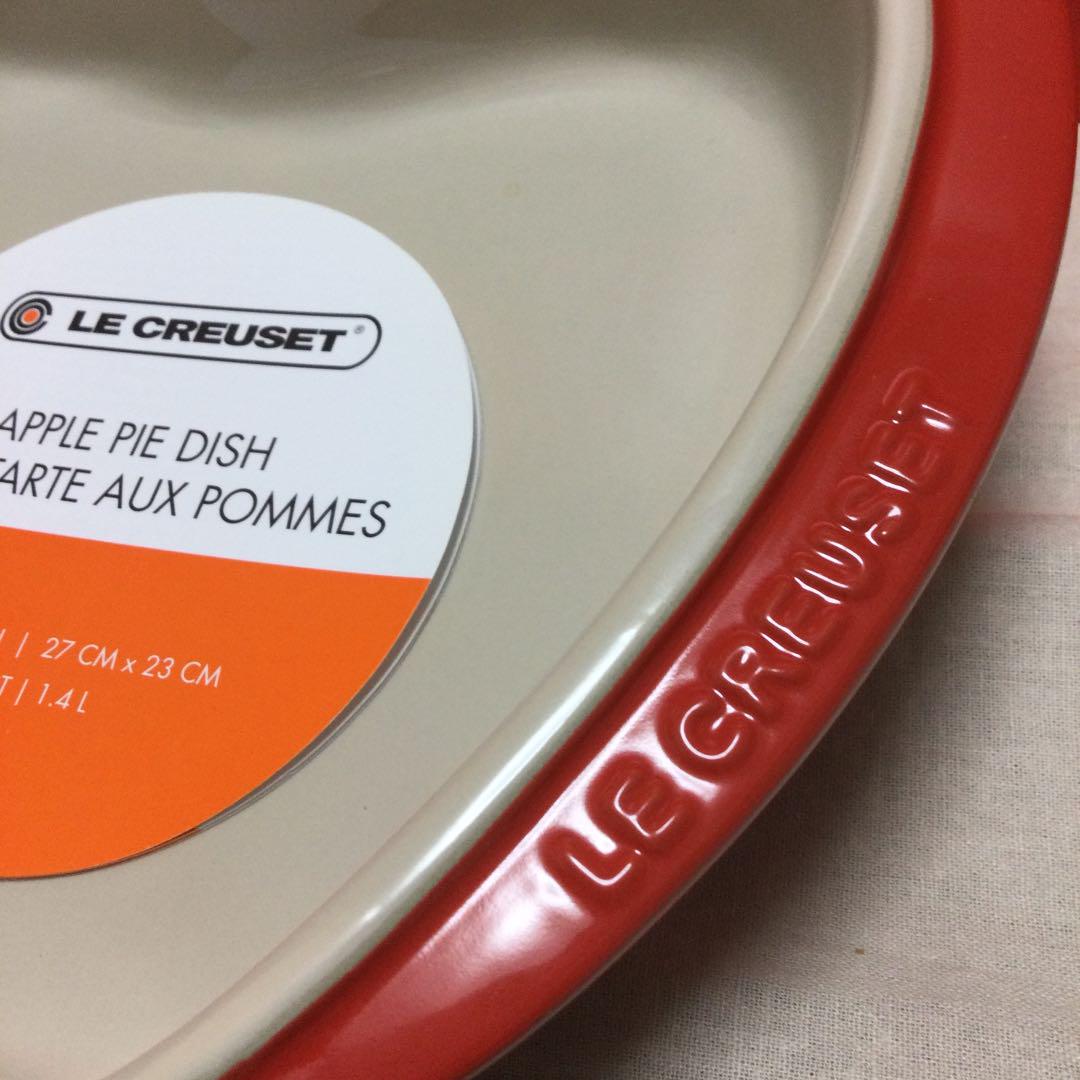 LE CREUSET®
APPLE PIE DISH
TARTE AUX POMMES
| 27 CM x 23 CM
| 1.4 L
LE CREUSET